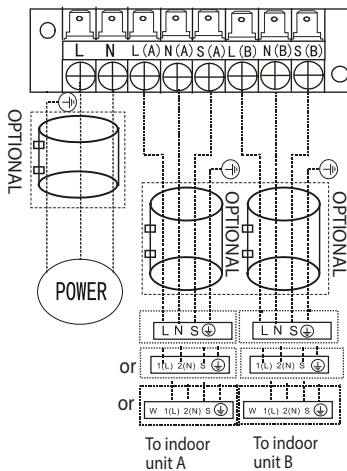 L N L(A) N(A) S(A) L(B) N(B) S(B)
OPTIONAL
OPTIONAL
OPTIONAL
POWER
L N S
L N S
or
1(L) 2(N) S
1(L) 2(N) S
or
W 1(L) 2(N) S
W 1(L) 2(N) S
To indoor
unit A
To indoor
unit B